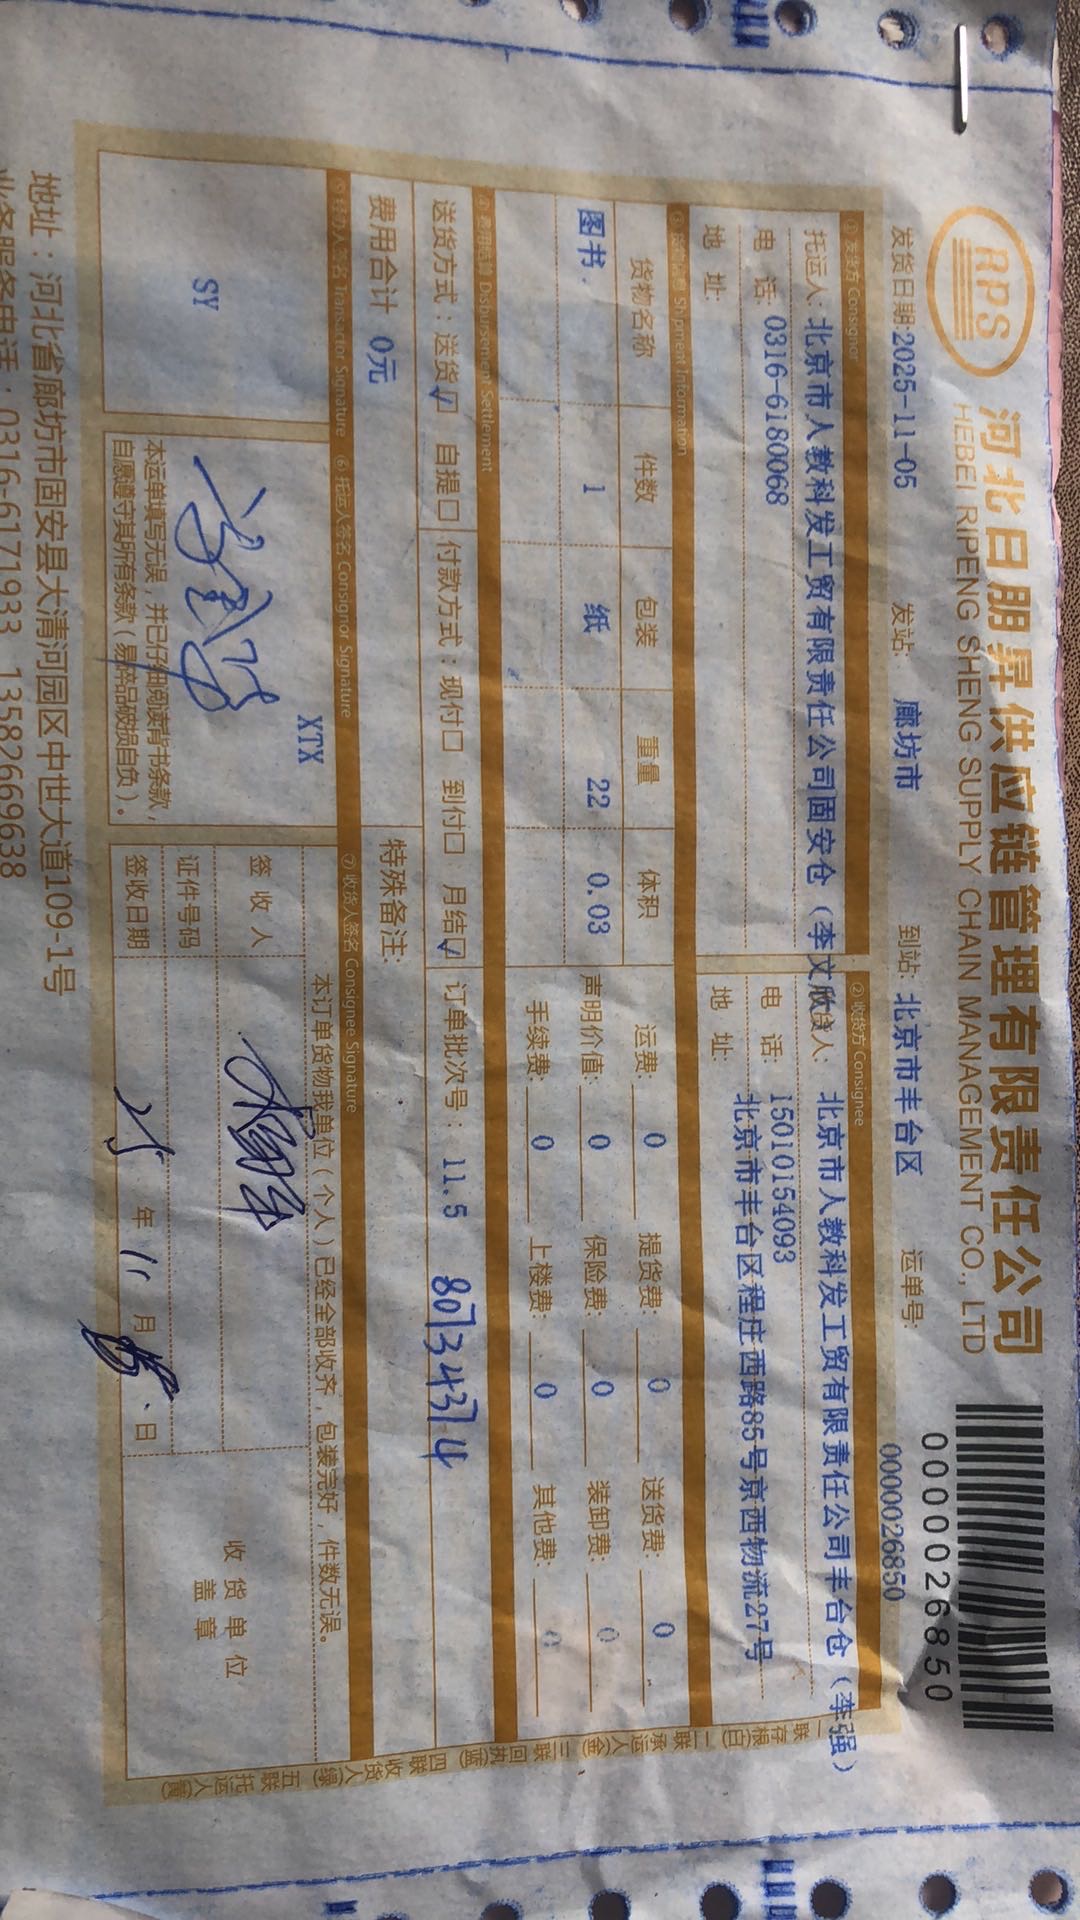 RPS
河北日朋昇供应链管理有限责任公司
HEBEI RIPENG SHENG SUPPLY CHAIN MANAGEMENT CO., LTD
0000026850
发货日期:2025-11-05 发站: 廊坊市 到站: 北京市丰台区 运单号: 0000026850
① 发货方 Consignor ② 收货方 Consignee
托运人: 北京市人教科发工贸有限责任公司固安仓（李文欣 货人: 北京市人教科发工贸有限责任公司丰台仓（李强）
电 话: 0316-6180068 电 话: 15010154093
地 址: 地 址: 北京市丰台区程庄西路85号京西物流27号
③ 货物信息 Shipment Information
货物名称 件数 包装 重量 体积 运费: 0 提货费: 0 送货费: 0
图书. 1 纸 22 0.03 声明价值: 0 保险费: 0 装卸费: 0
手续费: 0 上楼费: 0 其他费: 0
④ 费用结算 Disbursement Settlement
送货方式：送货☑ 自提□ 付款方式：现付□ 到付□ 月结☑ 订单批次号： 11.5 80734374
费用合计 0元 特殊备注:
⑤ 经办人签名 Transactor Signature ⑥ 托运人签名 Consignor Signature ⑦ 收货人签名 Consignee Signature
SY
XTX
本运单填写无误，并已仔细阅读背书条款，
自愿遵守其所有条款（易碎品破损自负）。
本订单货物我单位（个人）已经全部收齐，包装完好，件数无误。
签收人
证件号码
签收日期 25 年 11 月 日
收货单位
盖章
一联存根(白) 二联承运人(金) 三联回执(蓝) 四联收货人(绿) 五联托运人(黄)
地址：河北省廊坊市固安县大清河园区中世大道109-1号
业务服务电话：0316-6171933 13582669638